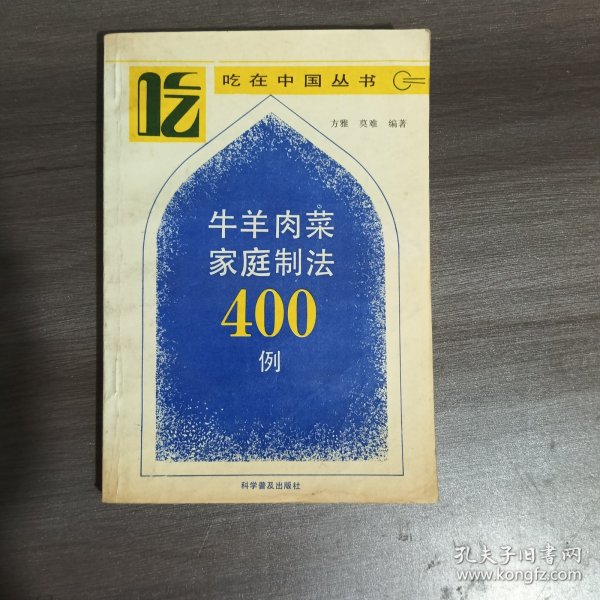 吃
吃在中国丛书
方雅 莫难 编著
牛羊肉菜
家庭制法
400
例
科学普及出版社
孔夫子旧书网
www.kongfz.com